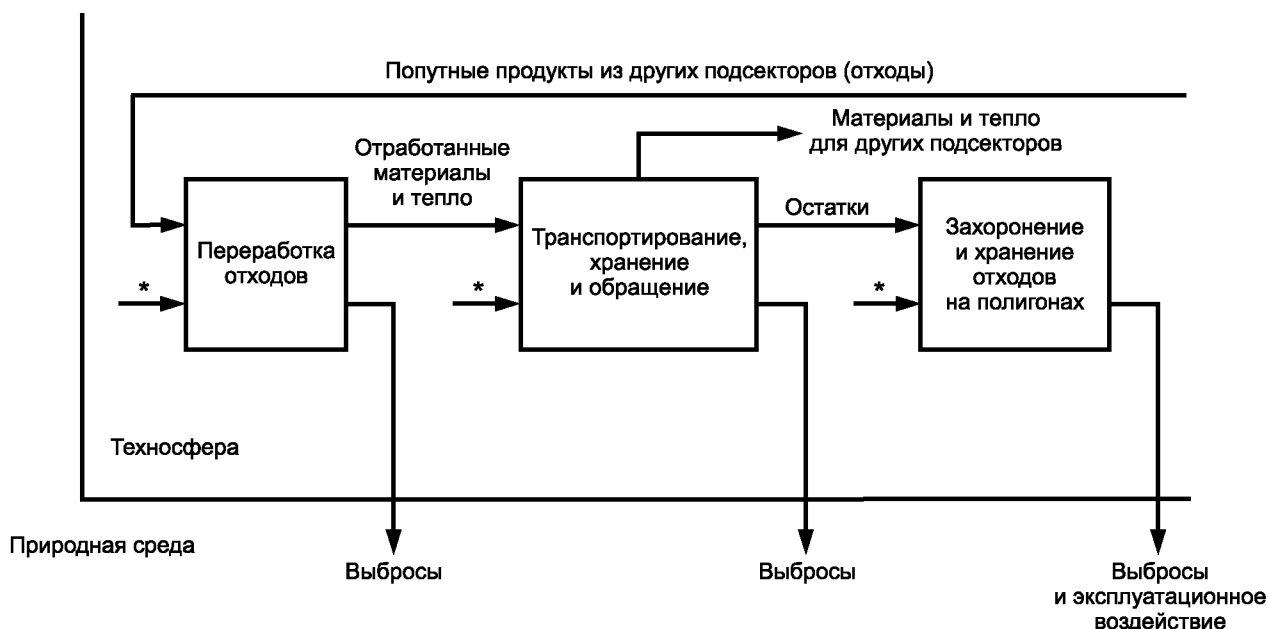 Попутные продукты из других подсекторов (отходы)
Материалы и тепло
для других подсекторов
Отработанные
материалы
и тепло
Остатки
Переработка
отходов
Транспортирование,
хранение
и обращение
Захоронение
и хранение
отходов
на полигонах
*
*
*
Техносфера
Природная среда
Выбросы
Выбросы
Выбросы
и эксплуатационное
воздействие